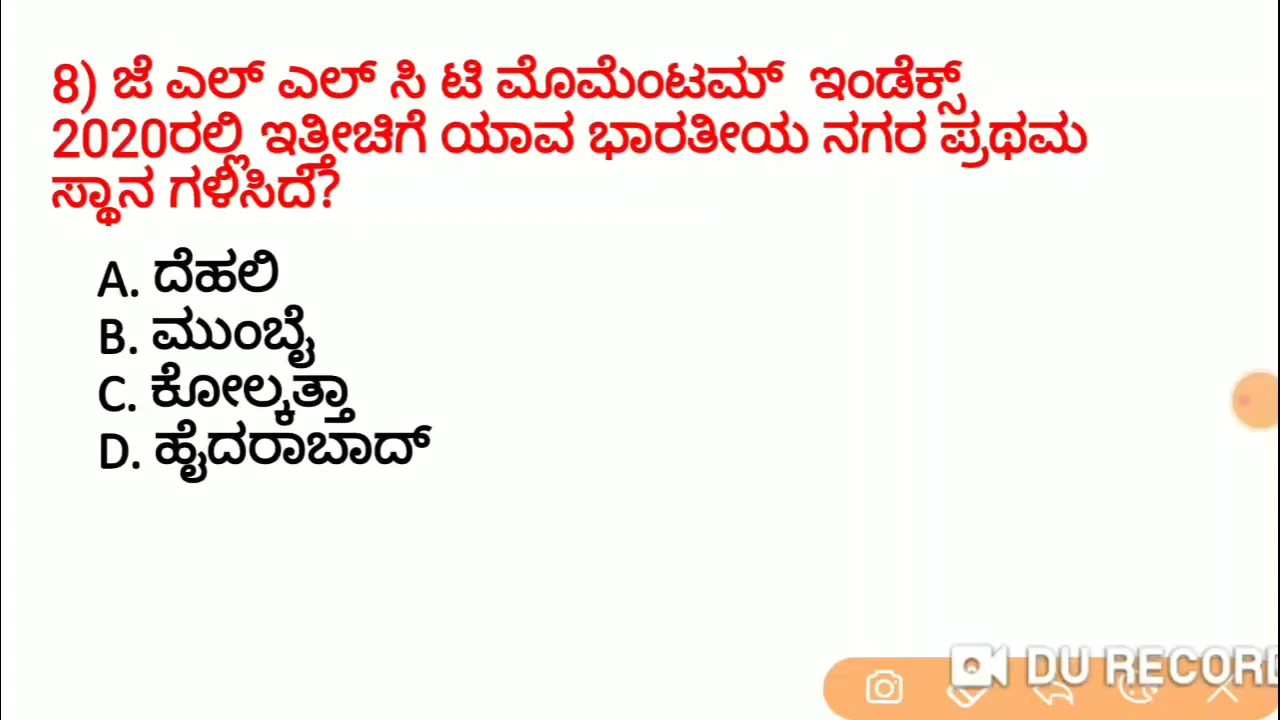 8) ಜೆ ಎಲ್ ಎಲ್ ಸಿ ಟಿ ಮೊಮೆಂಟಮ್ ಇಂಡೆಕ್ಸ್
2020ರಲ್ಲಿ ಇತ್ತೀಚಿಗೆ ಯಾವ ಭಾರತೀಯ ನಗರ ಪ್ರಥಮ
ಸ್ಥಾನ ಗಳಿಸಿದೆ?
A. ದೆಹಲಿ
B. ಮುಂಬೈ
C. ಕೋಲ್ಕತ್ತಾ
D. ಹೈದರಾಬಾದ್
DU RECORD